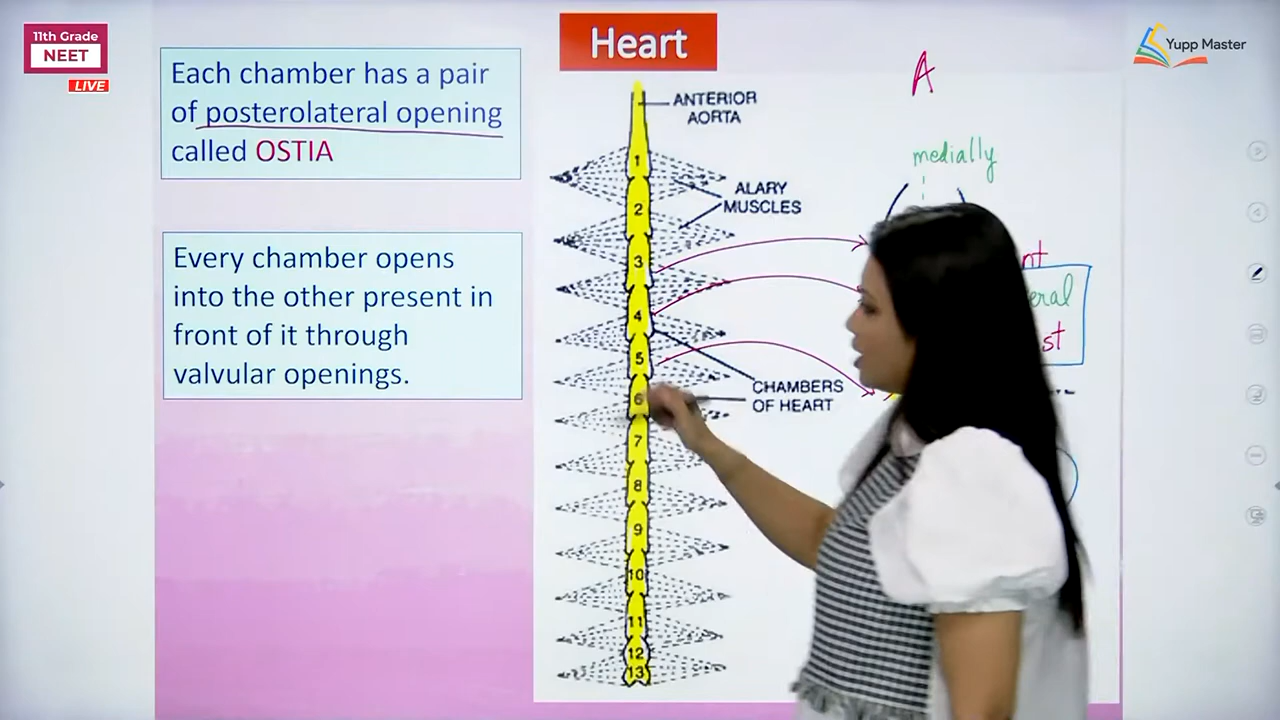 11th Grade
NEET
LIVE
Each chamber has a pair
of posterolateral opening
called OSTIA
Every chamber opens
into the other present in
front of it through
valvular openings.
Heart
ANTERIOR
AORTA
ALARY
MUSCLES
CHAMBERS
OF HEART
1
2
3
4
5
6
7
8
9
10
11
12
13
A
medially
Yupp Master